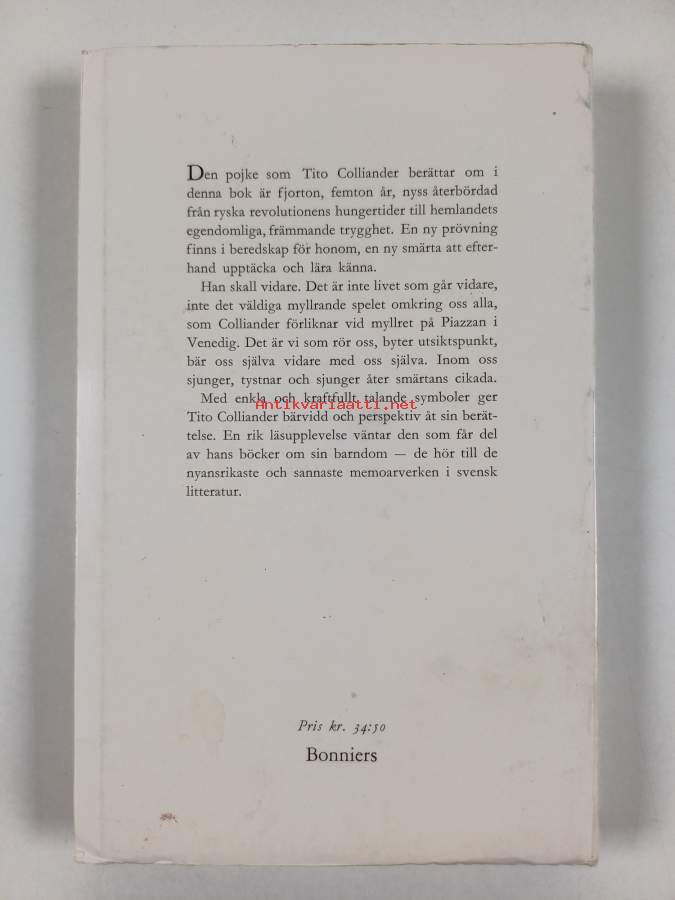 Den pojke som Tito Colliander berättar om i
denna bok är fjorton, femton år, nyss återbördad
från ryska revolutionens hungertider till hemlandets
egendomliga, främmande trygghet. En ny prövning
finns i beredskap för honom, en ny smärta att efter-
hand upptäcka och lära känna.
Han skall vidare. Det är inte livet som går vidare,
inte det väldiga myllrande spelet omkring oss alla,
som Colliander förliknar vid myllret på Piazzan i
Venedig. Det är vi som rör oss, byter utsiktspunkt,
bär oss själva vidare med oss själva. Inom oss
sjunger, tystnar och sjunger åter smärtans cikada.
Med enkla och kraftfullt talande symboler ger
Antikvariaatti.net
Tito Colliander bärvidd och perspektiv åt sin berät-
telse. En rik läsupplevelse väntar den som får del
av hans böcker om sin barndom — de hör till de
nyansrikaste och sannaste memoarverken i svensk
litteratur.
Pris kr. 34:50
Bonniers